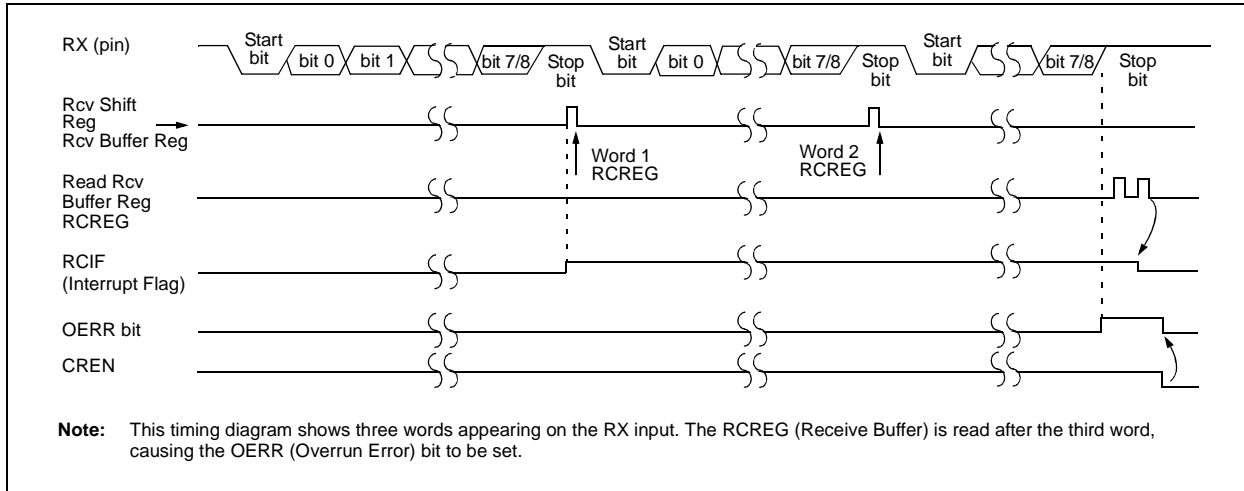 RX (pin)
Start bit
bit 0
bit 1
bit 7/8
Stop bit
Start bit
bit 0
bit 7/8
Stop bit
Start bit
bit 7/8
Stop bit
Rcv Shift
Reg
Rcv Buffer Reg
Word 1
RCREG
Word 2
RCREG
Read Rcv
Buffer Reg
RCREG
RCIF
(Interrupt Flag)
OERR bit
CREN
Note: This timing diagram shows three words appearing on the RX input. The RCREG (Receive Buffer) is read after the third word,
causing the OERR (Overrun Error) bit to be set.